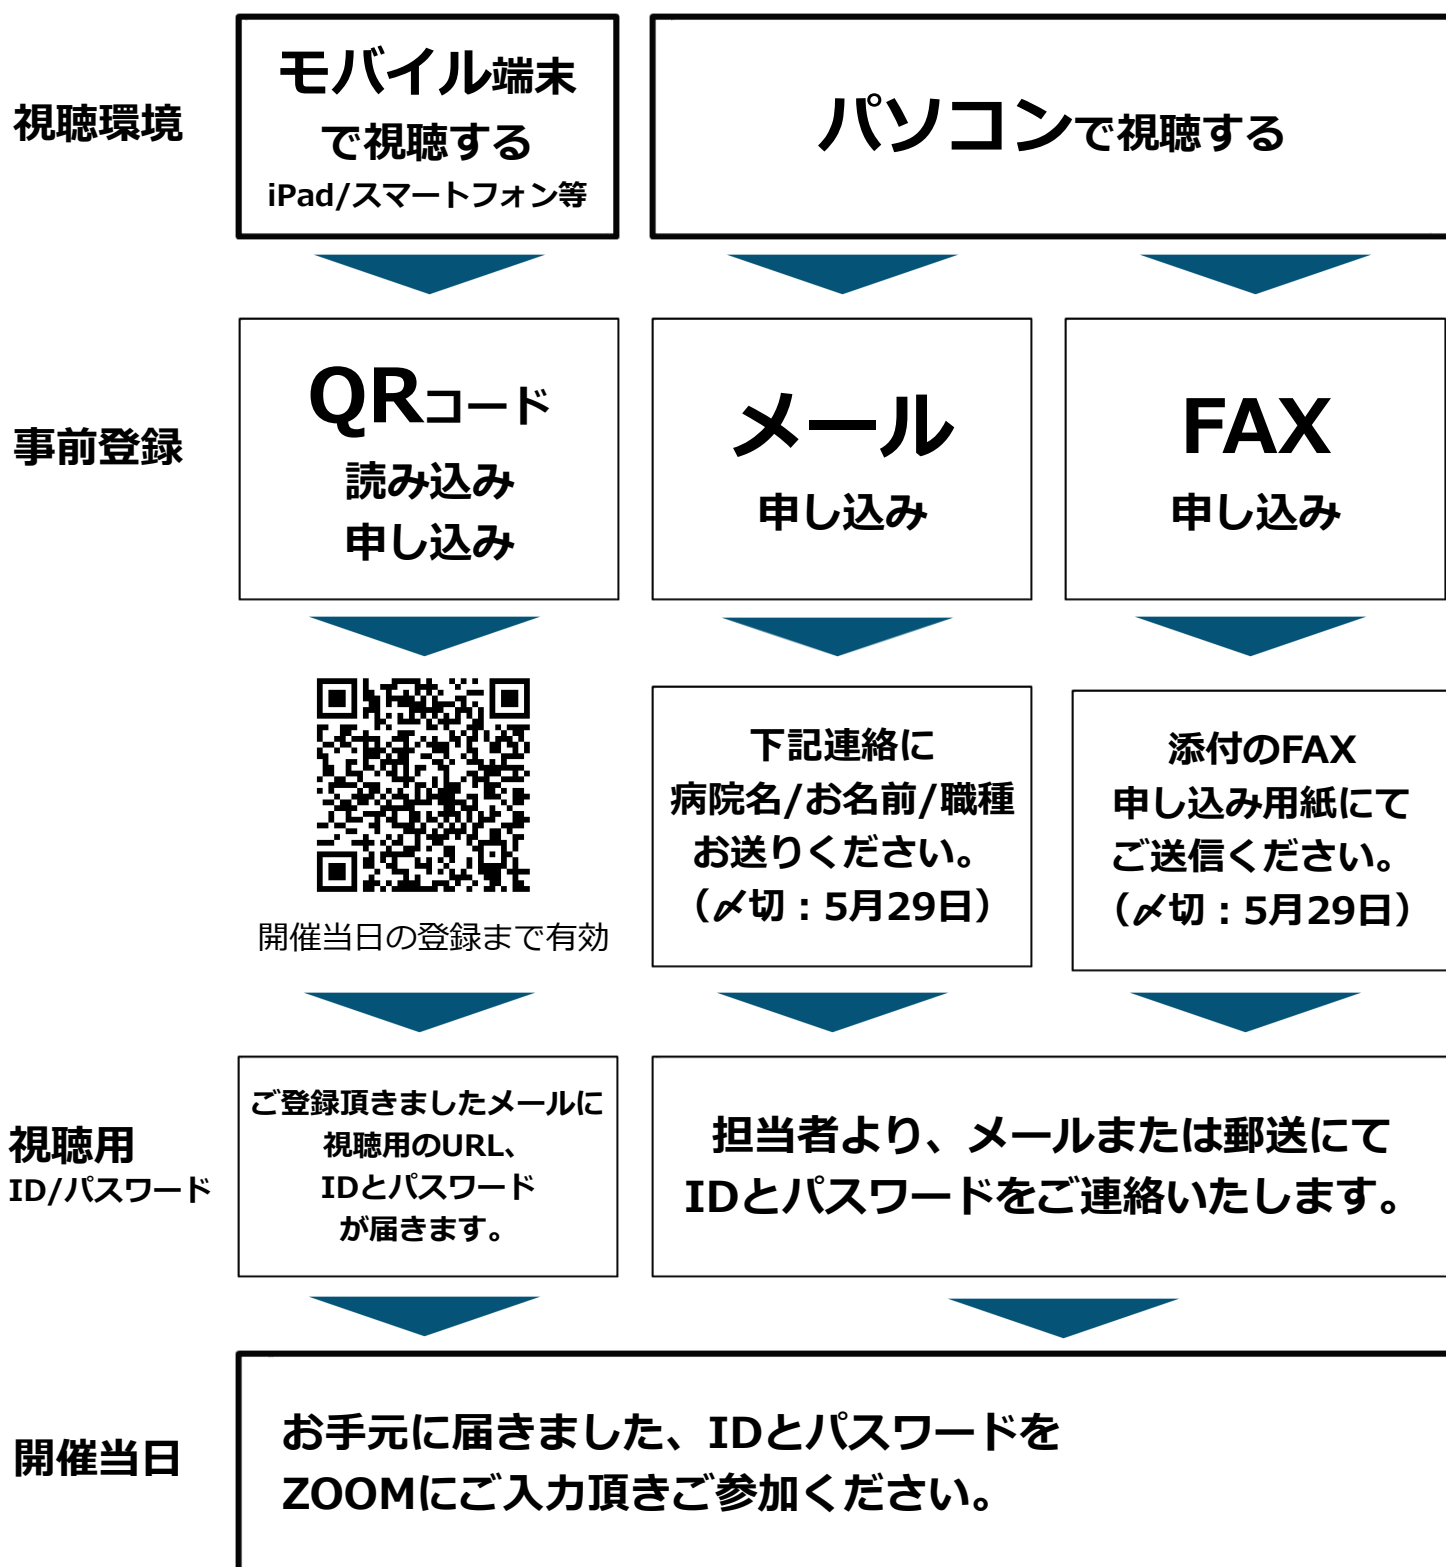 視聴環境
モバイル端末
で視聴する
iPad/スマートフォン等
パソコンで視聴する
事前登録
QRコード
読み込み
申し込み
メール
申し込み
FAX
申し込み
開催当日の登録まで有効
下記連絡に
病院名/お名前/職種
お送りください。
（〆切：5月29日）
添付のFAX
申し込み用紙にて
ご送信ください。
（〆切：5月29日）
視聴用
ID/パスワード
ご登録頂きましたメールに
視聴用のURL、
IDとパスワード
が届きます。
担当者より、メールまたは郵送にて
IDとパスワードをご連絡いたします。
開催当日
お手元に届きました、IDとパスワードを
ZOOMにご入力頂きご参加ください。